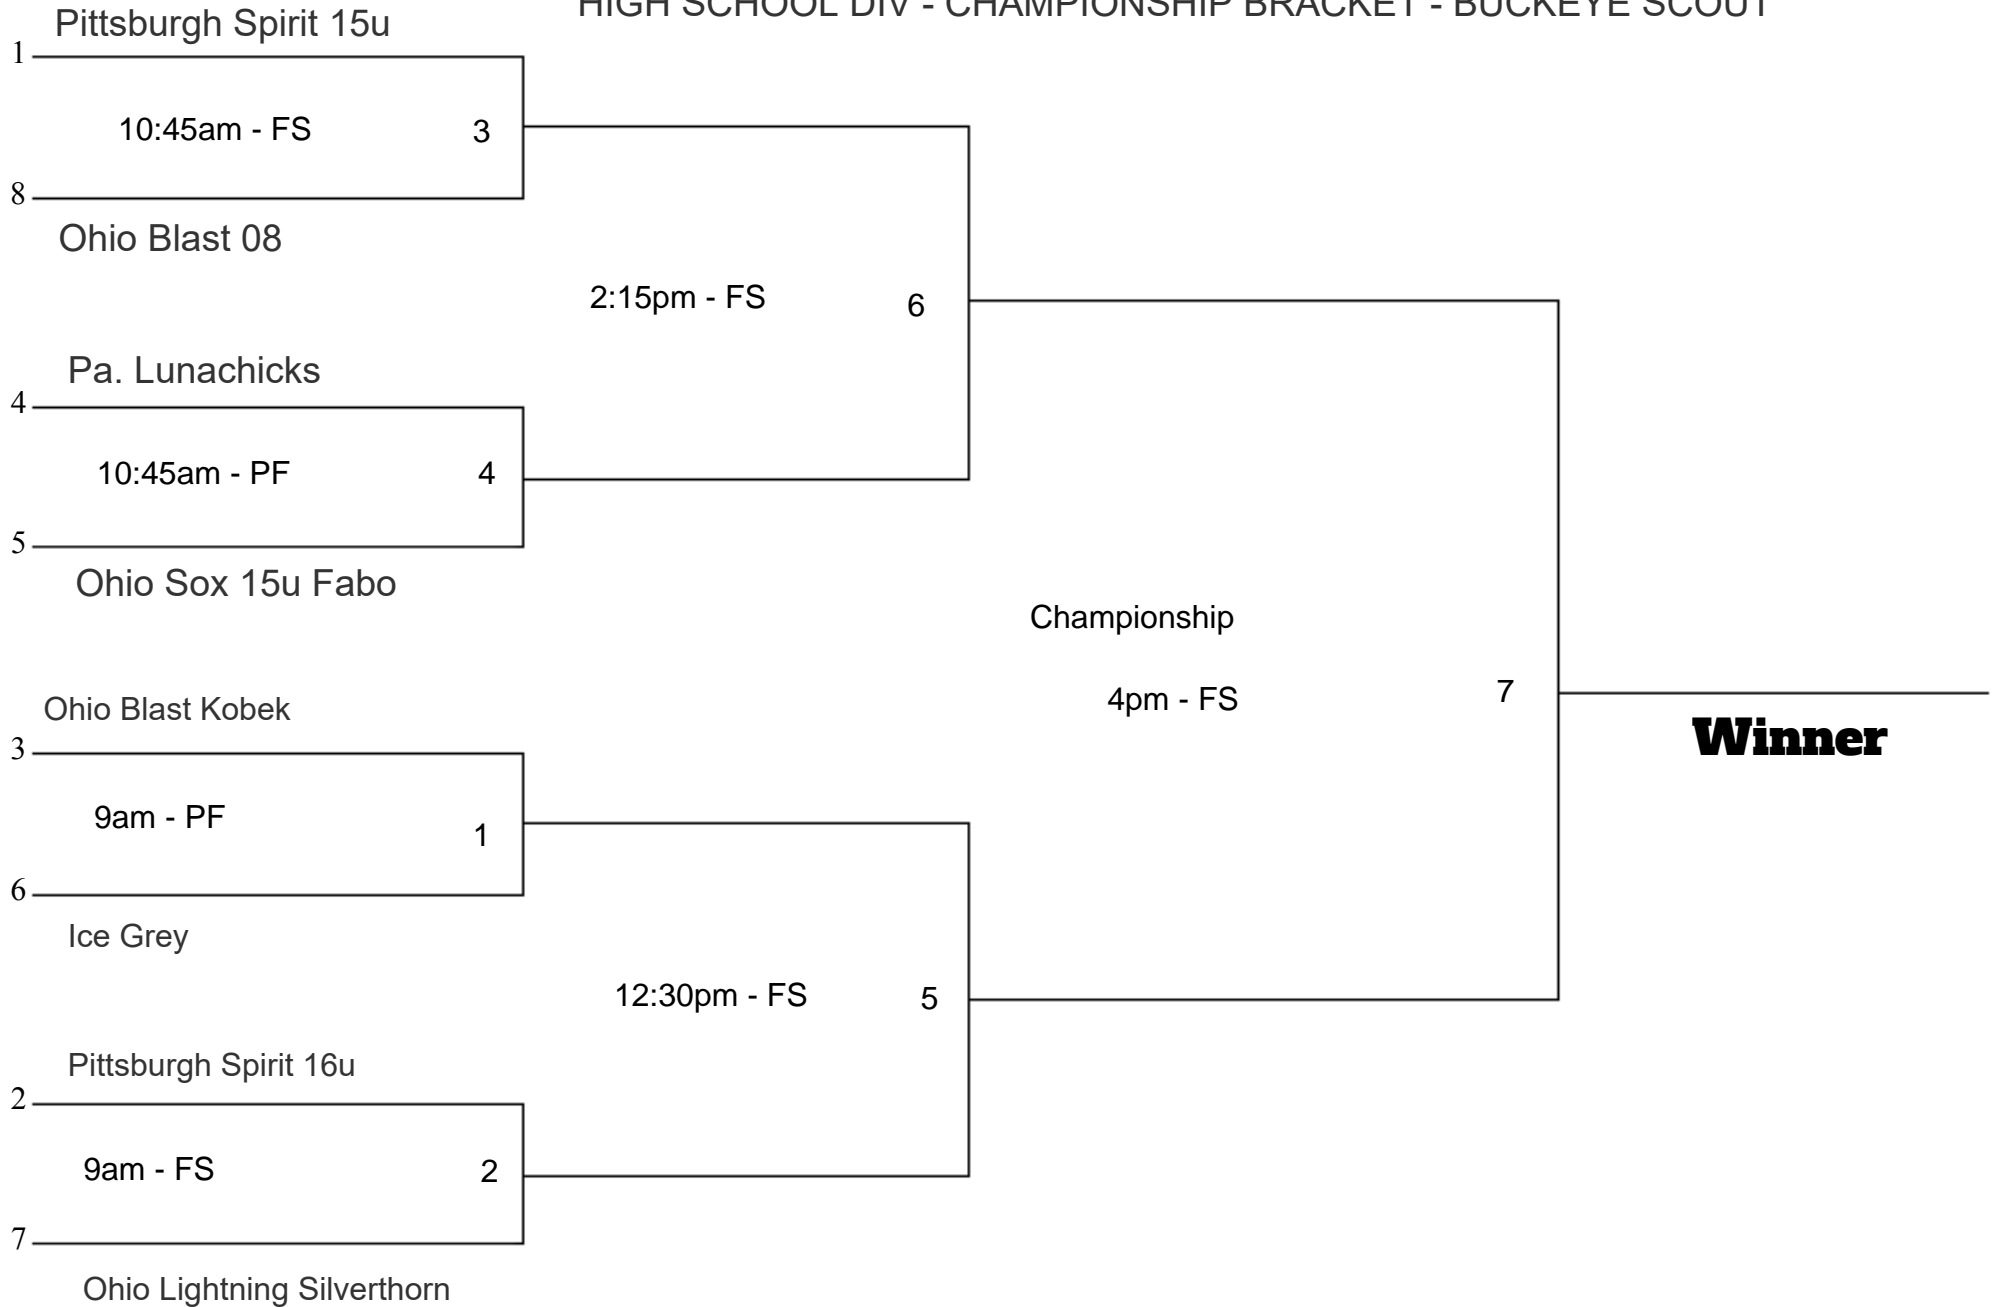 HIGH SCHOOL DIV - CHAMPIONSHIP BRACKET - BUCKEYE SCOUT
Pittsburgh Spirit 15u
1
10:45am - FS 3
8
Ohio Blast 08
2:15pm - FS 6
Pa. Lunachicks
4
10:45am - PF 4
5
Ohio Sox 15u Fabo
Championship
4pm - FS 7
Winner
Ohio Blast Kobek
3
9am - PF 1
6
Ice Grey
12:30pm - FS 5
Pittsburgh Spirit 16u
2
9am - FS 2
7
Ohio Lightning Silverthorn